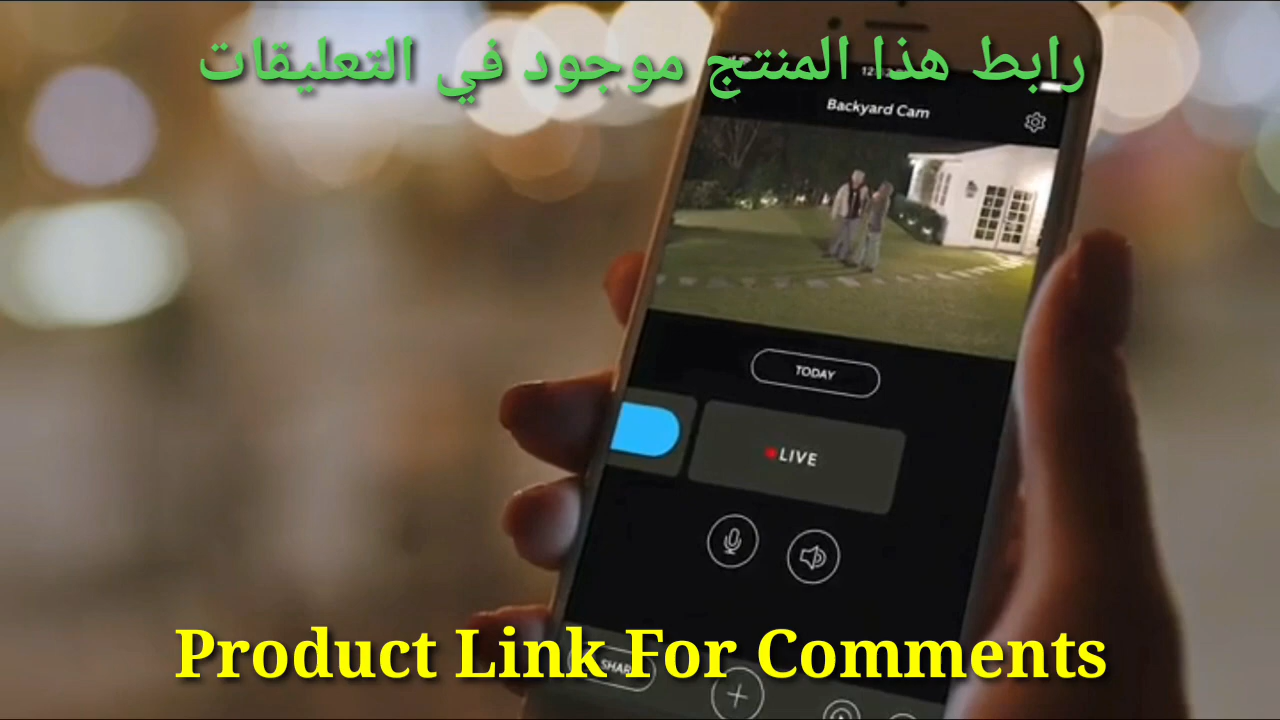 رابط هذا المنتج موجود في التعليقات
Backyard Cam
TODAY
LIVE
Product Link For Comments